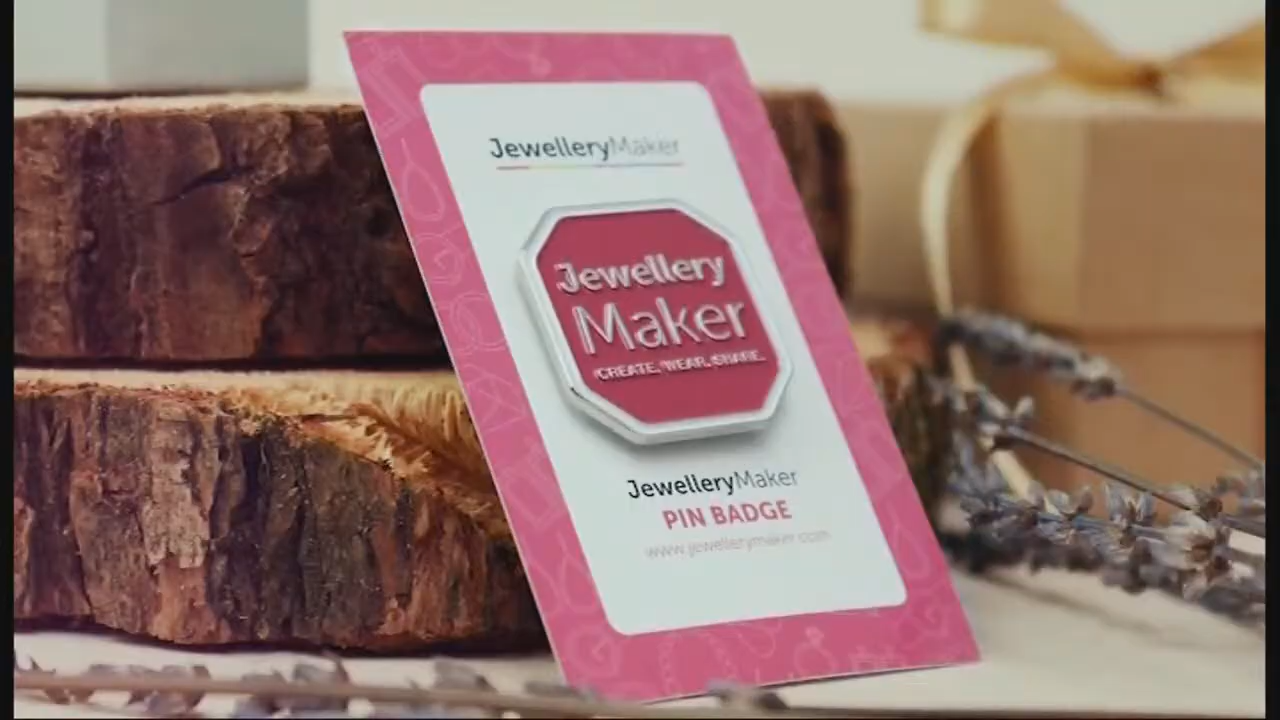 JewelleryMaker
Jewellery
Maker
CREATE. WEAR. SHARE.
JewelleryMaker
PIN BADGE
www.jewellerymaker.com